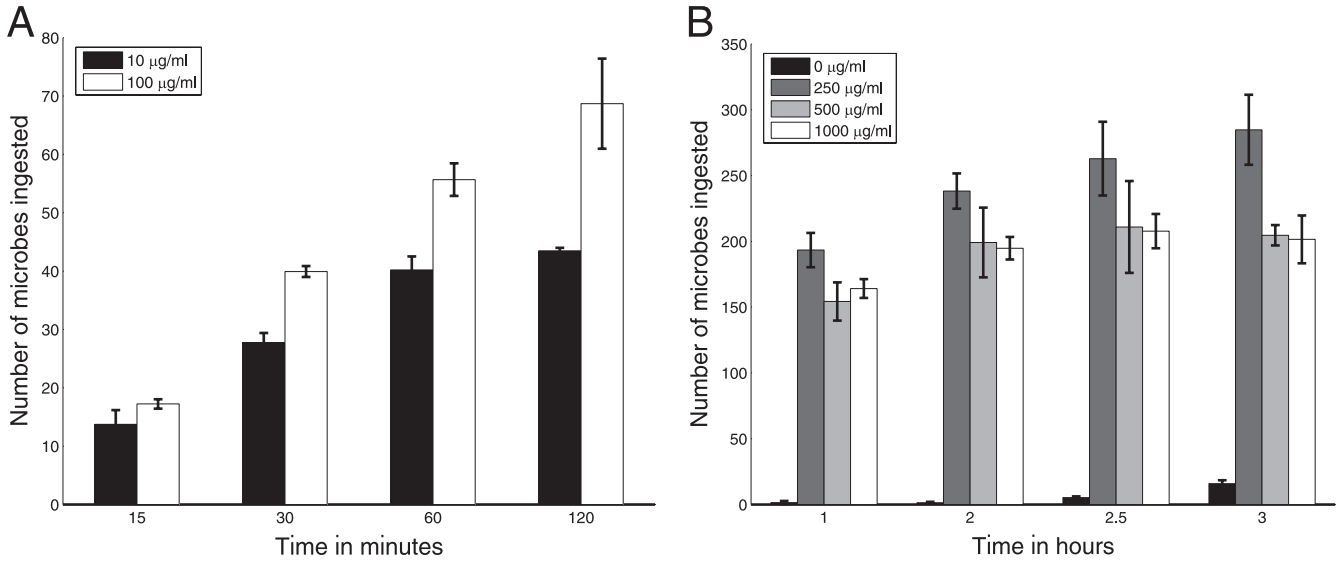 A
80
70
60
50
40
30
20
10
0
Number of microbes ingested
10 μg/ml
100 μg/ml
15 30 60 120
Time in minutes
B
350
300
250
200
150
100
50
0
Number of microbes ingested
0 μg/ml
250 μg/ml
500 μg/ml
1000 μg/ml
1 2 2.5 3
Time in hours